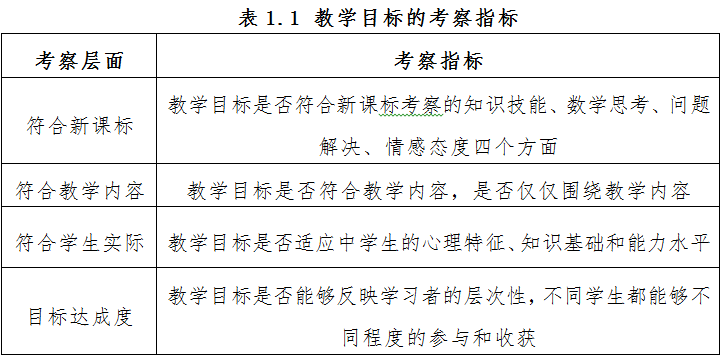 表 1.1 教学目标的考察指标
考察层面 考察指标
符合新课标 教学目标是否符合新课标考察的知识技能、数学思考、问题
解决、情感态度四个方面
符合教学内容 教学目标是否符合教学内容，是否仅仅围绕教学内容
符合学生实际 教学目标是否适应中学生的心理特征、知识基础和能力水平
目标达成度 教学目标是否能够反映学习者的层次性，不同学生都能够不
同程度的参与和收获